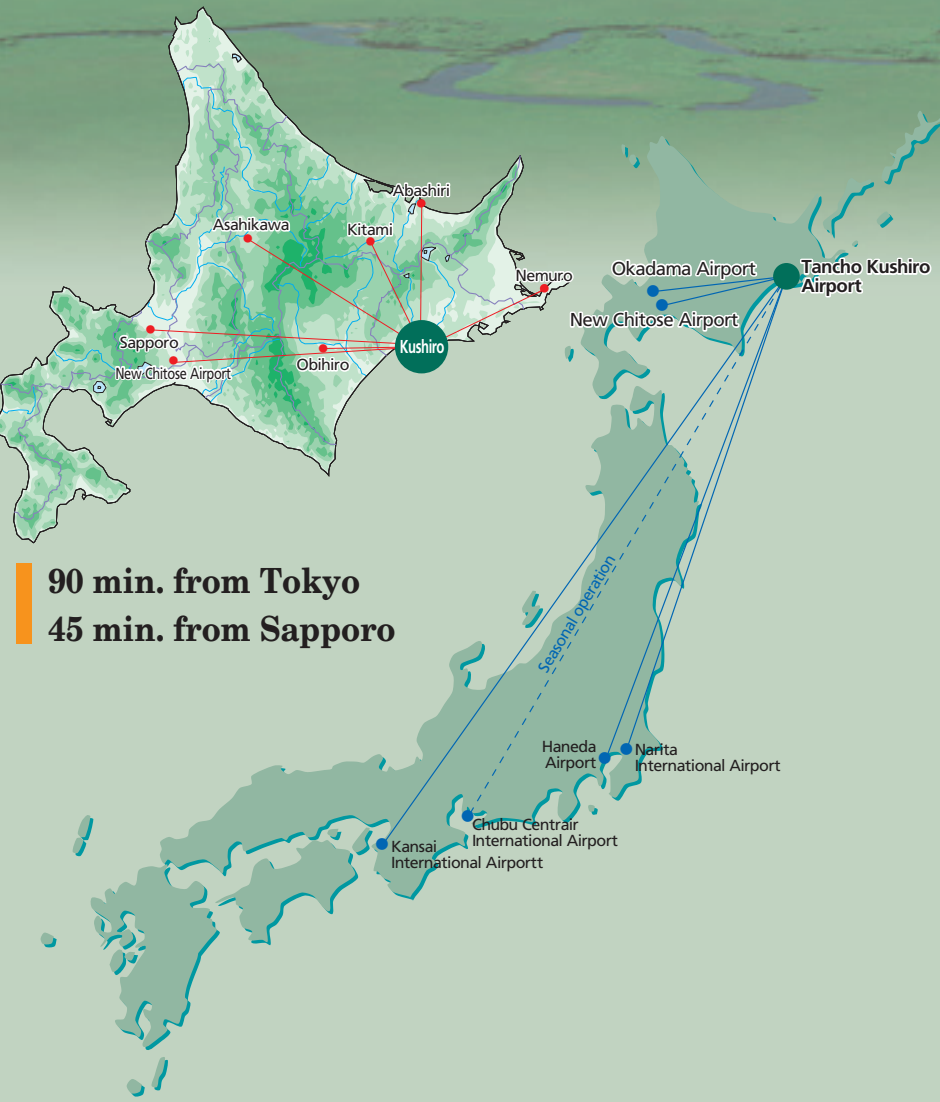 Abashiri
Asahikawa
Kitami
Nemuro
Kushiro
Sapporo
New Chitose Airport
Obihiro
Okadama Airport
New Chitose Airport
Tancho Kushiro
Airport
90 min. from Tokyo
45 min. from Sapporo
Seasonal operation
Haneda
Airport
Narita
International Airport
Chubu Centrair
International Airport
Kansai
International Airportt